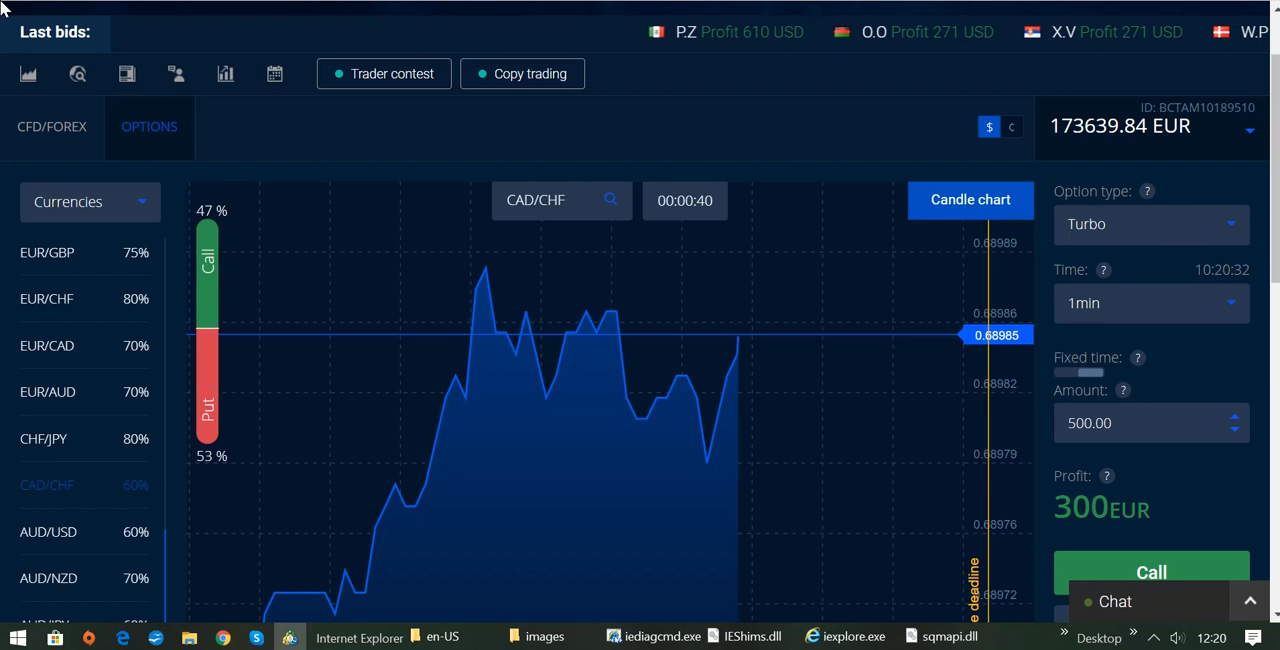 Last bids:
P.Z Profit 610 USD
O.O Profit 271 USD
X.V Profit 271 USD
W.P
Trader contest
Copy trading
CFD/FOREX
OPTIONS
$
ID: BCTAM10189510
173639.84 EUR
Currencies
EUR/GBP 75%
EUR/CHF 80%
EUR/CAD 70%
EUR/AUD 70%
CHF/JPY 80%
CAD/CHF 60%
AUD/USD 60%
AUD/NZD 70%
47 %
Call
Put
53 %
CAD/CHF
00:00:40
Candle chart
0.68989
0.68986
0.68985
0.68982
0.68979
0.68976
0.68972
deadline
Option type: ?
Turbo
Time: ? 10:20:32
1min
Fixed time: ?
Amount: ?
500.00
Profit: ?
300EUR
Call
Chat
Internet Explorer
en-US
images
iediagcmd.exe
IEShims.dll
iexplore.exe
sqmapi.dll
» Desktop »
12:20